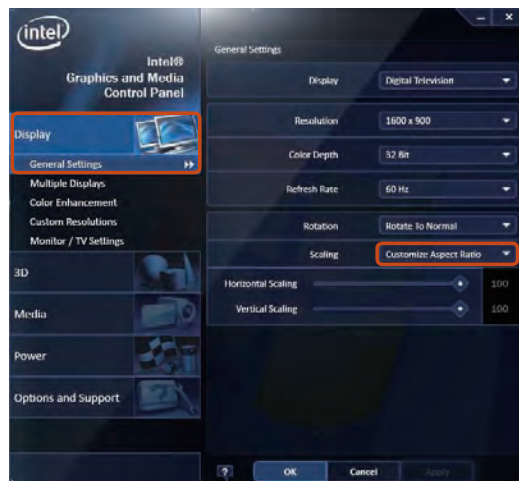 intel
Intel®
Graphics and Media
Control Panel
Display
General Settings
Multiple Displays
Color Enhancement
Custom Resolutions
Monitor / TV Settings
3D
Media
Power
Options and Support
General Settings
Display Digital Television
Resolution 1600 x 900
Color Depth 32 Bit
Refresh Rate 60 Hz
Rotation Rotate To Normal
Scaling Customize Aspect Ratio
Horizontal Scaling 100
Vertical Scaling 100
? OK Cancel Apply